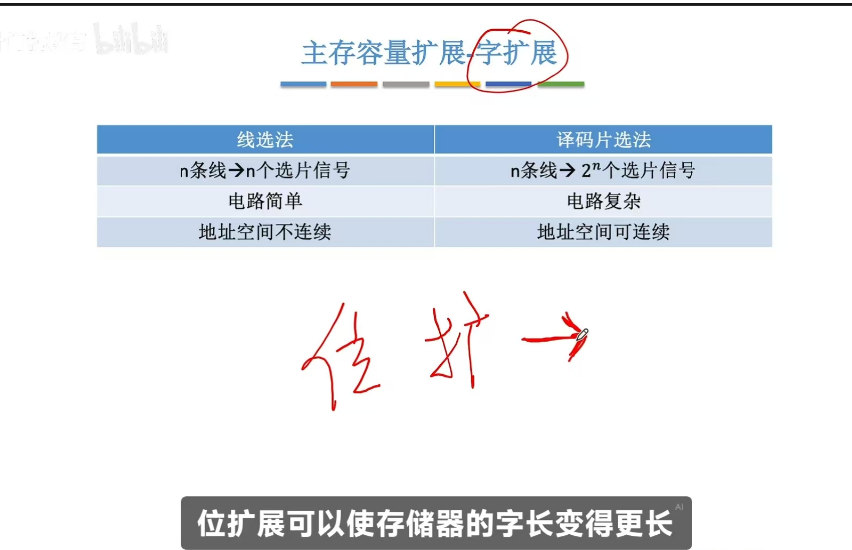 bilibili
主存容量扩展-字扩展
线选法 译码片选法
n条线→n个选片信号 n条线→ 2ⁿ个选片信号
电路简单 电路复杂
地址空间不连续 地址空间可连续
位扩→
位扩展可以使存储器的字长变得更长
AI